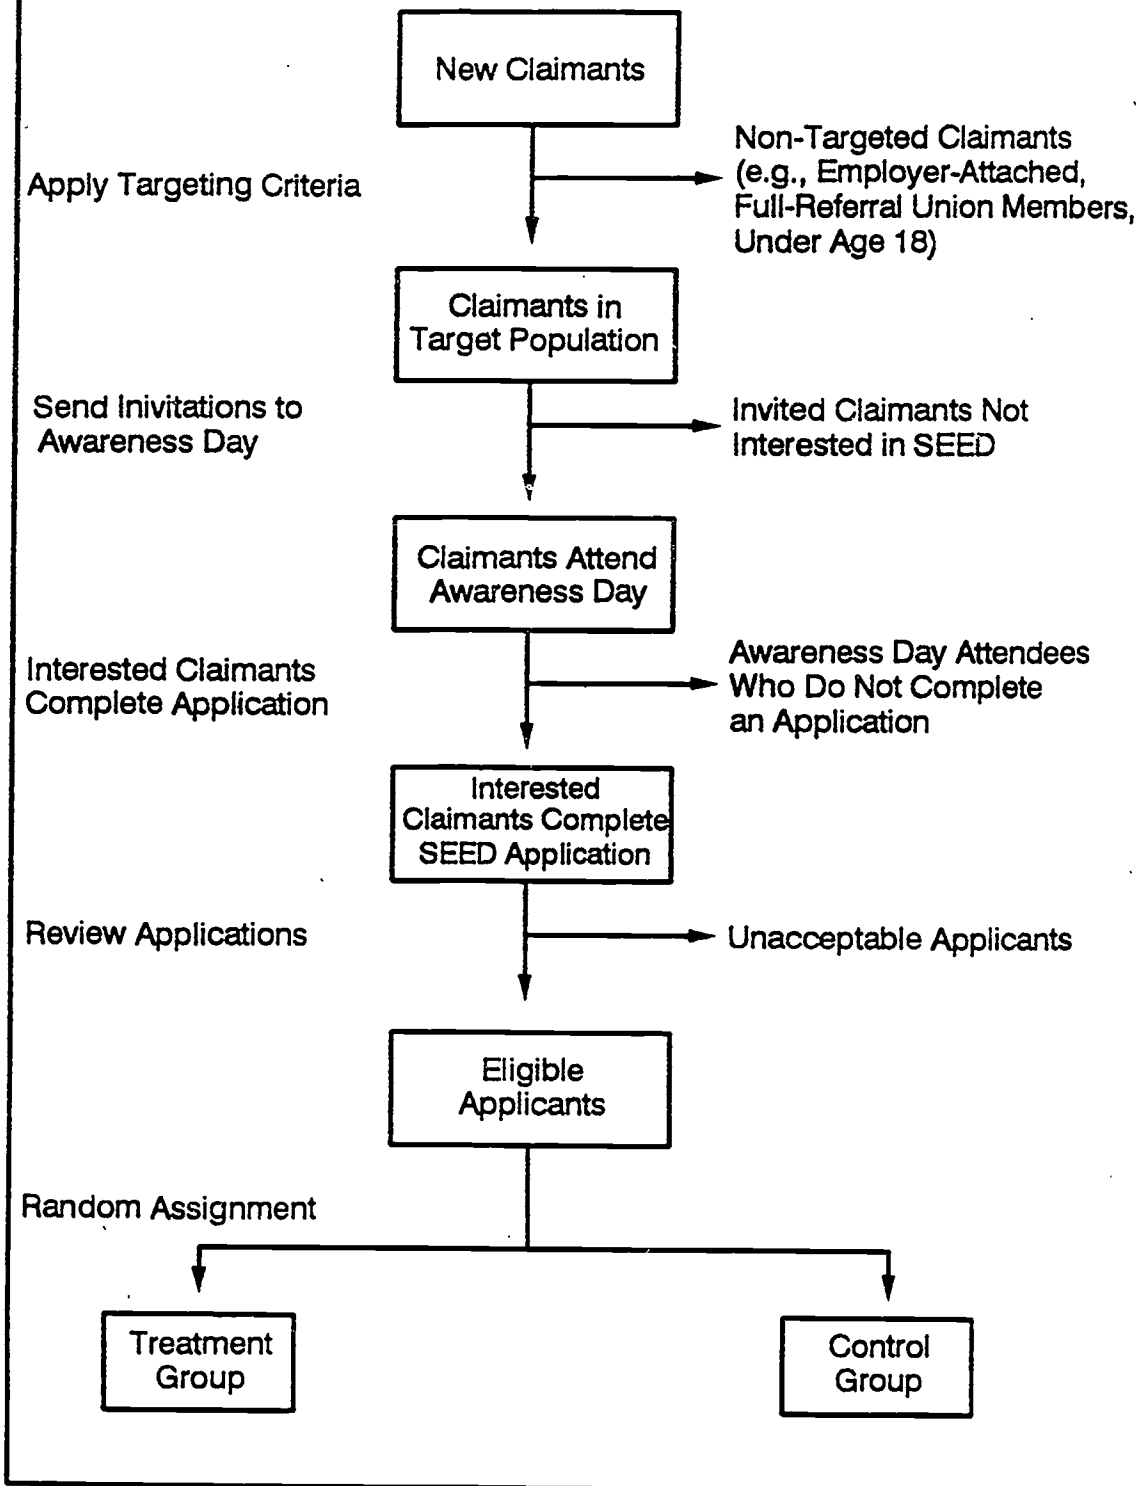 New Claimants
Apply Targeting Criteria
Non-Targeted Claimants
(e.g., Employer-Attached,
Full-Referral Union Members,
Under Age 18)
Claimants in
Target Population
Send Inivitations to
Awareness Day
Invited Claimants Not
Interested in SEED
Claimants Attend
Awareness Day
Interested Claimants
Complete Application
Awareness Day Attendees
Who Do Not Complete
an Application
Interested
Claimants Complete
SEED Application
Review Applications
Unacceptable Applicants
Eligible
Applicants
Random Assignment
Treatment
Group
Control
Group